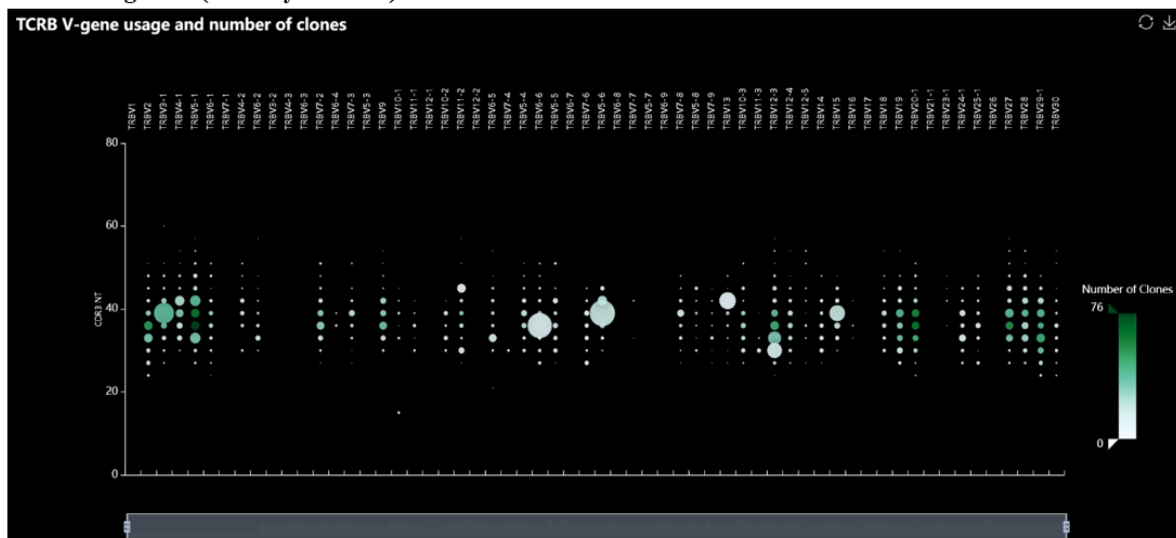 TCRB V-gene usage and number of clones
TRBV1
TRBV2
TRBV3-1
TRBV4-1
TRBV5-1
TRBV6-1
TRBV7-1
TRBV4-2
TRBV6-2
TRBV3-2
TRBV4-3
TRBV6-3
TRBV7-2
TRBV6-4
TRBV7-3
TRBV5-3
TRBV9
TRBV10-1
TRBV11-1
TRBV12-1
TRBV10-2
TRBV11-2
TRBV12-2
TRBV6-5
TRBV7-4
TRBV5-4
TRBV6-6
TRBV5-5
TRBV6-7
TRBV7-6
TRBV5-6
TRBV6-8
TRBV7-7
TRBV5-7
TRBV6-9
TRBV7-8
TRBV5-8
TRBV7-9
TRBV13
TRBV10-3
TRBV11-3
TRBV12-3
TRBV12-4
TRBV12-5
TRBV14
TRBV15
TRBV16
TRBV17
TRBV18
TRBV19
TRBV20-1
TRBV21-1
TRBV23-1
TRBV24-1
TRBV25-1
TRBV26
TRBV27
TRBV28
TRBV29-1
TRBV30
80
60
40
20
0
CDR3 NT
Number of Clones
76
0